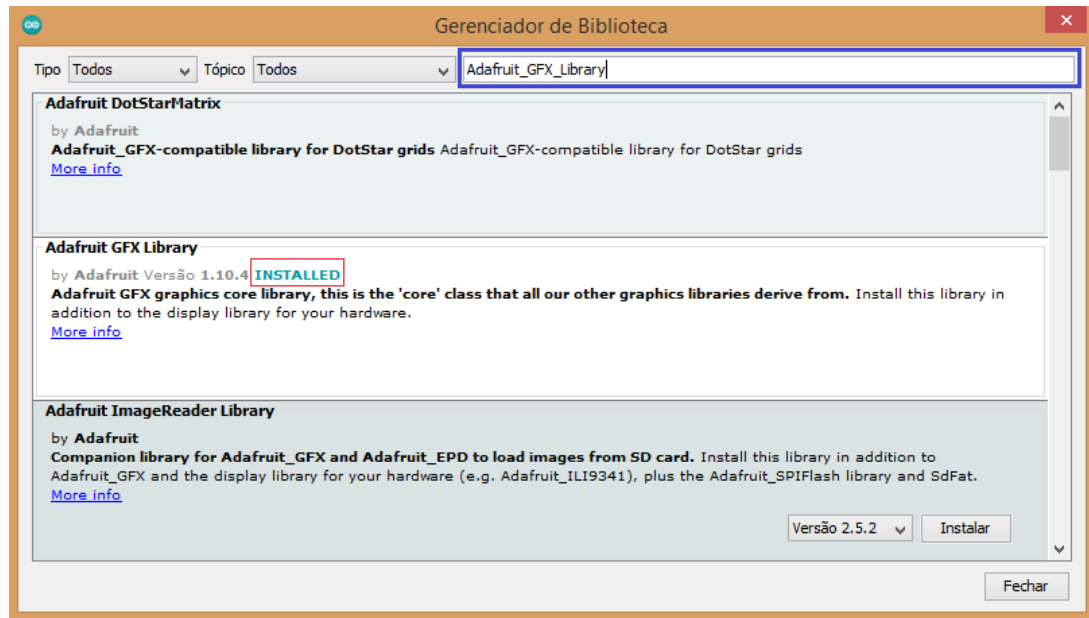 Gerenciador de Biblioteca
Tipo Todos Tópico Todos Adafruit_GFX_Library
Adafruit DotStarMatrix
by Adafruit
Adafruit_GFX-compatible library for DotStar grids Adafruit_GFX-compatible library for DotStar grids
More info
Adafruit GFX Library
by Adafruit Versão 1.10.4 INSTALLED
Adafruit GFX graphics core library, this is the 'core' class that all our other graphics libraries derive from. Install this library in
addition to the display library for your hardware.
More info
Adafruit ImageReader Library
by Adafruit
Companion library for Adafruit_GFX and Adafruit_EPD to load images from SD card. Install this library in addition to
Adafruit_GFX and the display library for your hardware (e.g. Adafruit_ILI9341), plus the Adafruit_SPIFlash library and SdFat.
More info
Versão 2.5.2 Instalar
Fechar